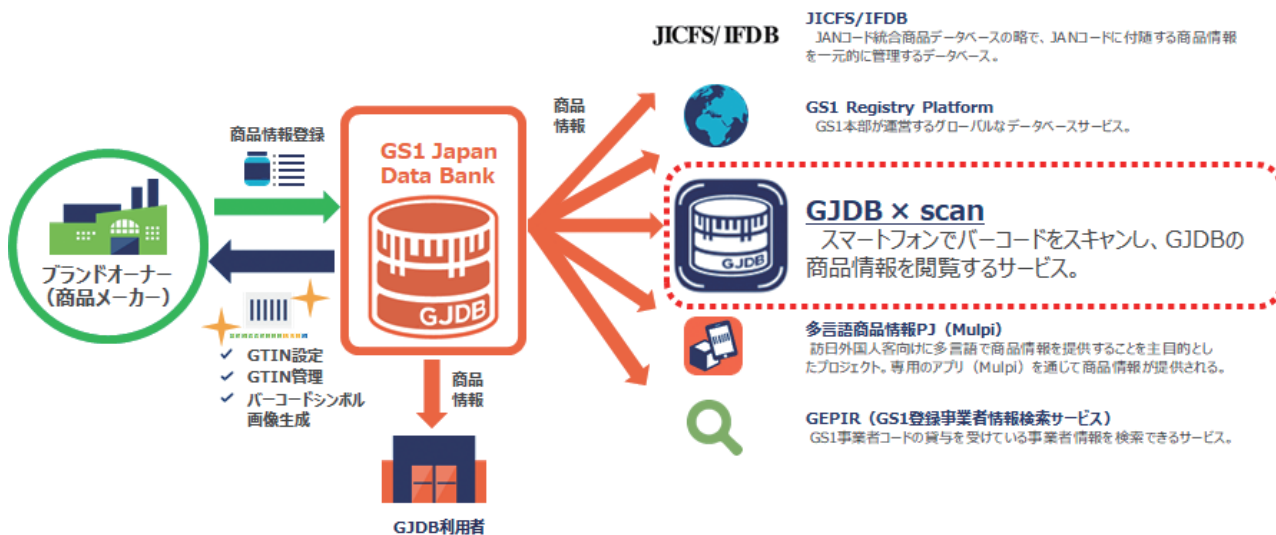 商品情報登録
ブランドオーナー
（商品メーカー）
GTIN設定
GTIN管理
バーコードシンボル
画像生成
GS1 Japan
Data Bank
GJDB
商品
情報
GJDB利用者
商品
情報
JICFS/IFDB
JICFS/IFDB
JANコード統合商品データベースの略で、JANコードに付随する商品情報
を一元的に管理するデータベース。
GS1 Registry Platform
GS1本部が運営するグローバルなデータベースサービス。
GJDB
GJDB × scan
スマートフォンでバーコードをスキャンし、GJDBの
商品情報を閲覧するサービス。
多言語商品情報PJ（Mulpi）
訪日外国人客向けに多言語で商品情報を提供することを主目的とし
たプロジェクト。専用のアプリ（Mulpi）を通じて商品情報が提供される。
GEPIR（GS1登録事業者情報検索サービス）
GS1事業者コードの貸与を受けている事業者情報を検索できるサービス。